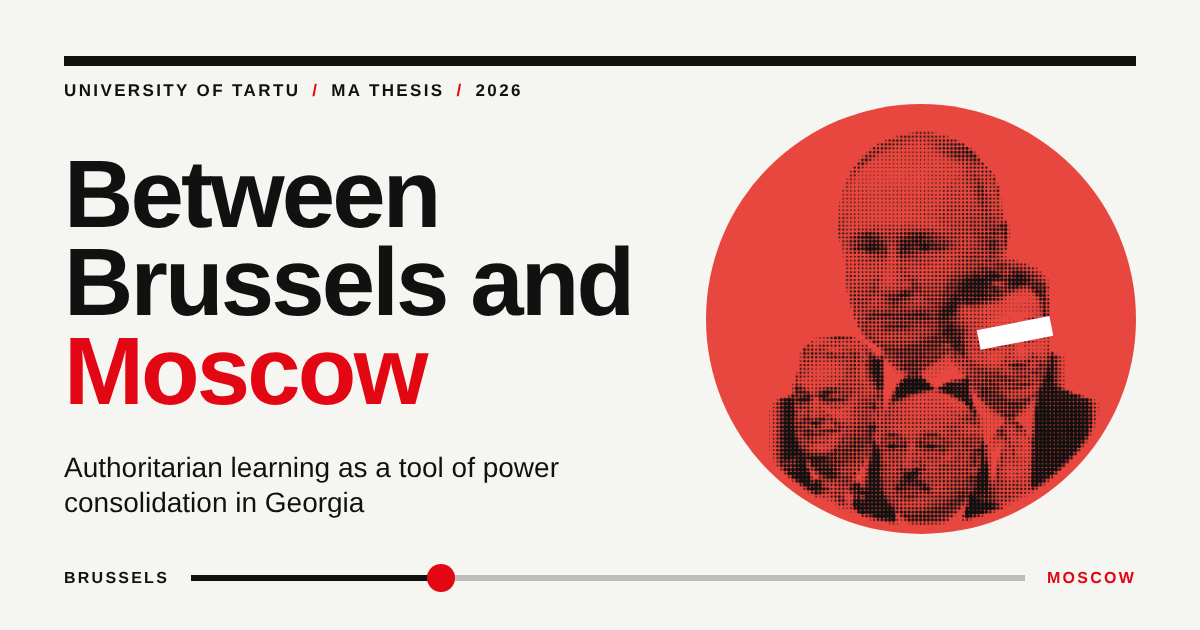 UNIVERSITY OF TARTU / MA THESIS / 2026
Between
Brussels and
Moscow
Authoritarian learning as a tool of power
consolidation in Georgia
BRUSSELS
MOSCOW